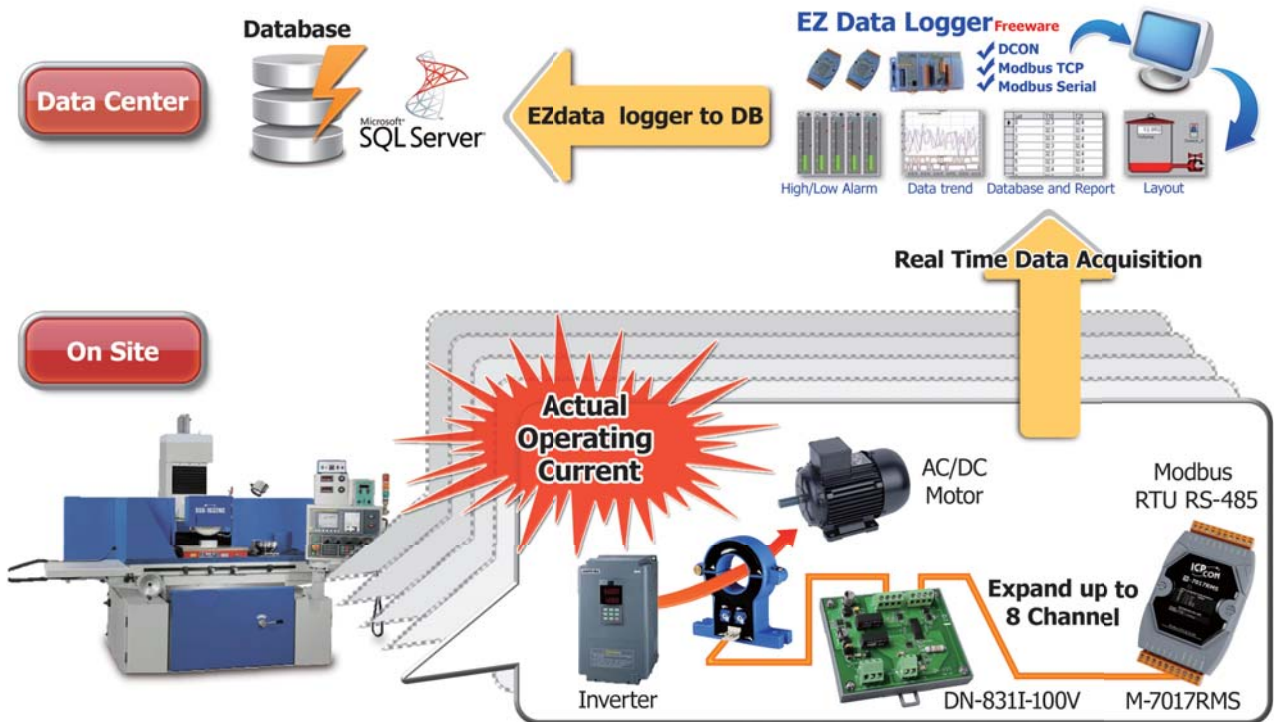 Data Center
Database
Microsoft®
SQL Server
EZdata logger to DB
EZ Data Logger Freeware
DCON
Modbus TCP
Modbus Serial
High/Low Alarm
Data trend
Database and Report
Layout
Real Time Data Acquisition
On Site
Actual
Operating
Current
AC/DC
Motor
Modbus
RTU RS-485
Expand up to
8 Channel
ICP
CON
Inverter
DN-831I-100V
M-7017RMS